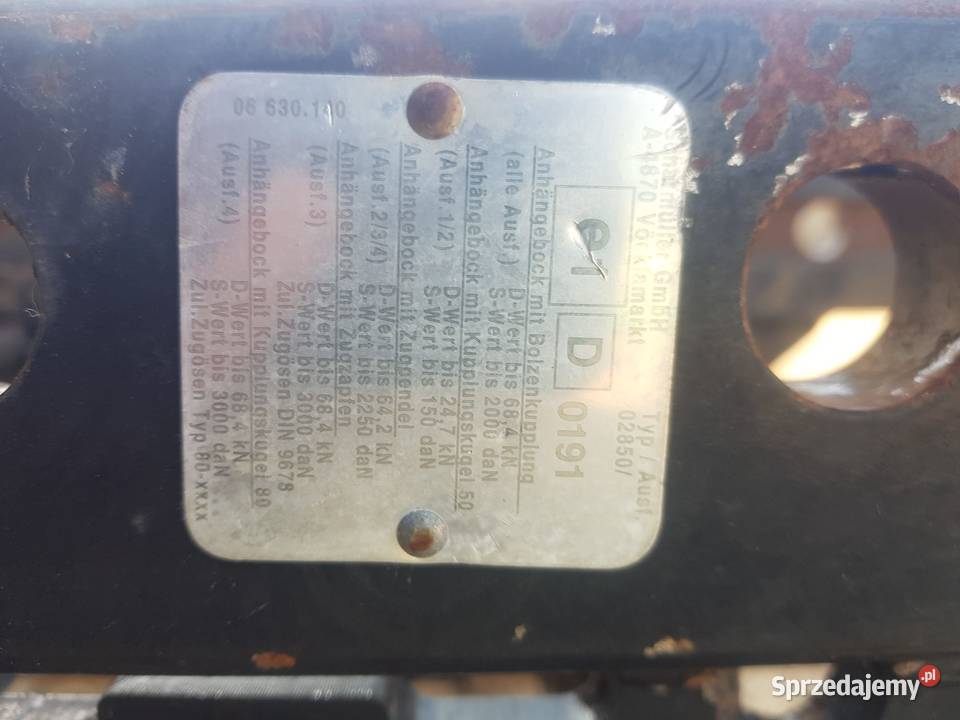 Scharmüller GmbH Typ / Ausf
A-4870 Vöcklamarkt 02850/
e1 D 0191
Anhängebock mit Bolzenkupplung
(alle Ausf.) D-Wert bis 68,4 kN
S-Wert bis 2000 daN
Anhängebock mit Kupplungskugel 50
(Ausf.1/2) D-Wert bis 24,7 kN
S-Wert bis 150 daN
Anhängebock mit Zugpendel
(Ausf.2/3/4) D-Wert bis 64,2 kN
S-Wert bis 2250 daN
Anhängebock mit Zugzapfen
(Ausf.3) D-Wert bis 68,4 kN
S-Wert bis 3000 daN
Zul.Zugösen DIN 9678
Anhängebock mit Kupplungskugel 80
(Ausf.4) D-Wert bis 68,4 kN
S-Wert bis 3000 daN
Zul.Zugösen Typ 80-xx.xx
06 630.140
Sprzedajemy.pl